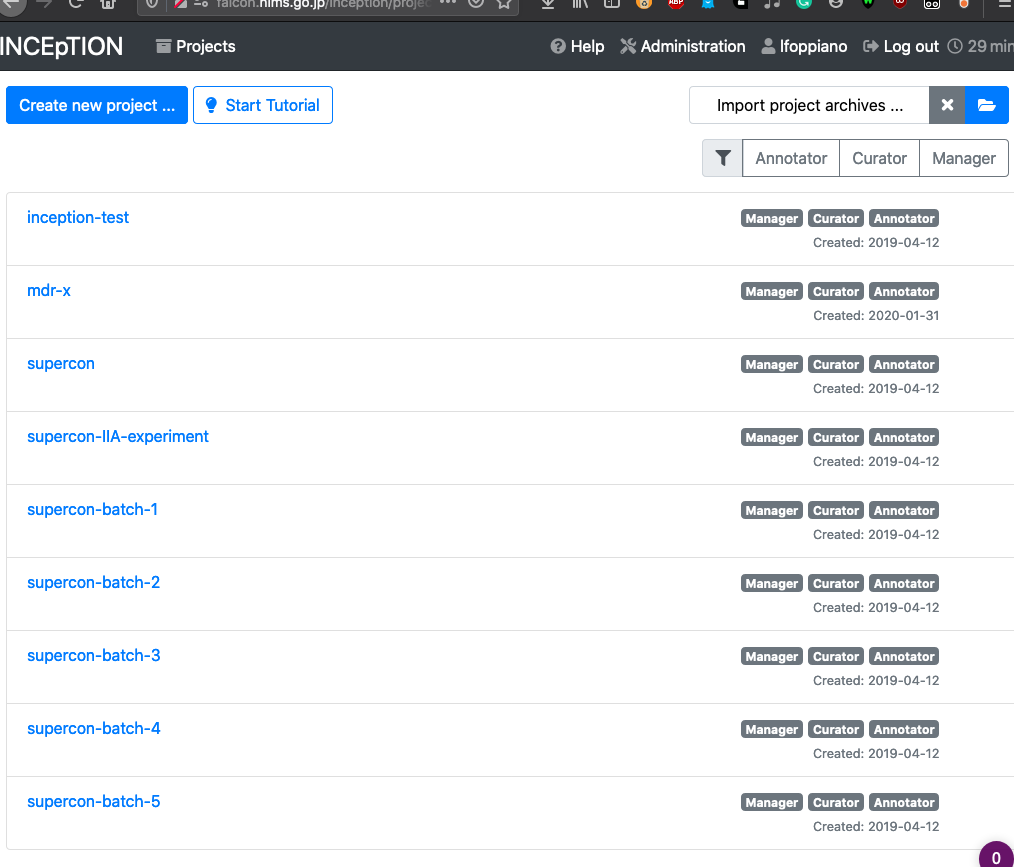 falcon.nims.go.jp/inception/projec
INCEpTION Projects Help Administration lfoppiano Log out 29 min
Create new project ... Start Tutorial Import project archives ...
Annotator Curator Manager
inception-test Manager Curator Annotator
Created: 2019-04-12
mdr-x Manager Curator Annotator
Created: 2020-01-31
supercon Manager Curator Annotator
Created: 2019-04-12
supercon-IIA-experiment Manager Curator Annotator
Created: 2019-04-12
supercon-batch-1 Manager Curator Annotator
Created: 2019-04-12
supercon-batch-2 Manager Curator Annotator
Created: 2019-04-12
supercon-batch-3 Manager Curator Annotator
Created: 2019-04-12
supercon-batch-4 Manager Curator Annotator
Created: 2019-04-12
supercon-batch-5 Manager Curator Annotator
Created: 2019-04-12
0